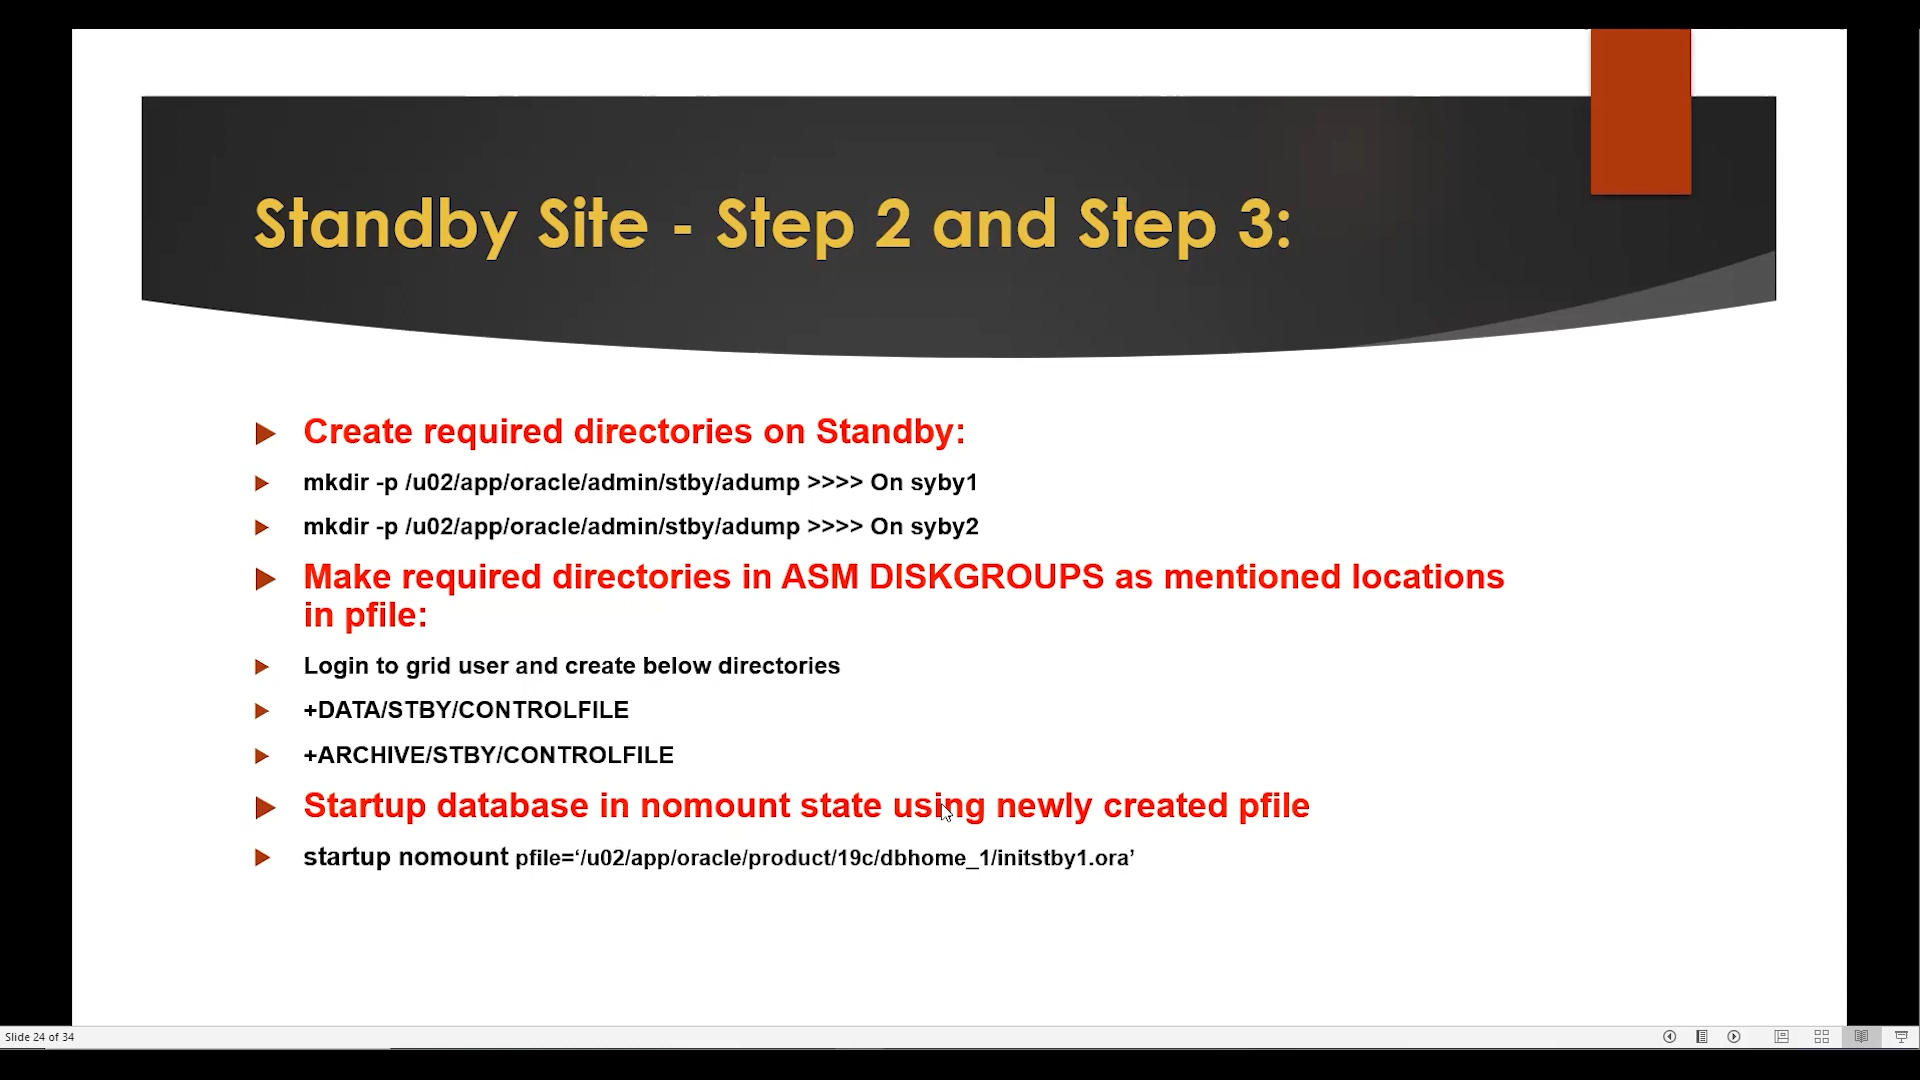 Standby Site - Step 2 and Step 3:
Create required directories on Standby:
mkdir -p /u02/app/oracle/admin/stby/adump >>>> On syby1
mkdir -p /u02/app/oracle/admin/stby/adump >>>> On syby2
Make required directories in ASM DISKGROUPS as mentioned locations
in pfile:
Login to grid user and create below directories
+DATA/STBY/CONTROLFILE
+ARCHIVE/STBY/CONTROLFILE
Startup database in nomount state using newly created pfile
startup nomount pfile=‘/u02/app/oracle/product/19c/dbhome_1/initstby1.ora’
Slide 24 of 34